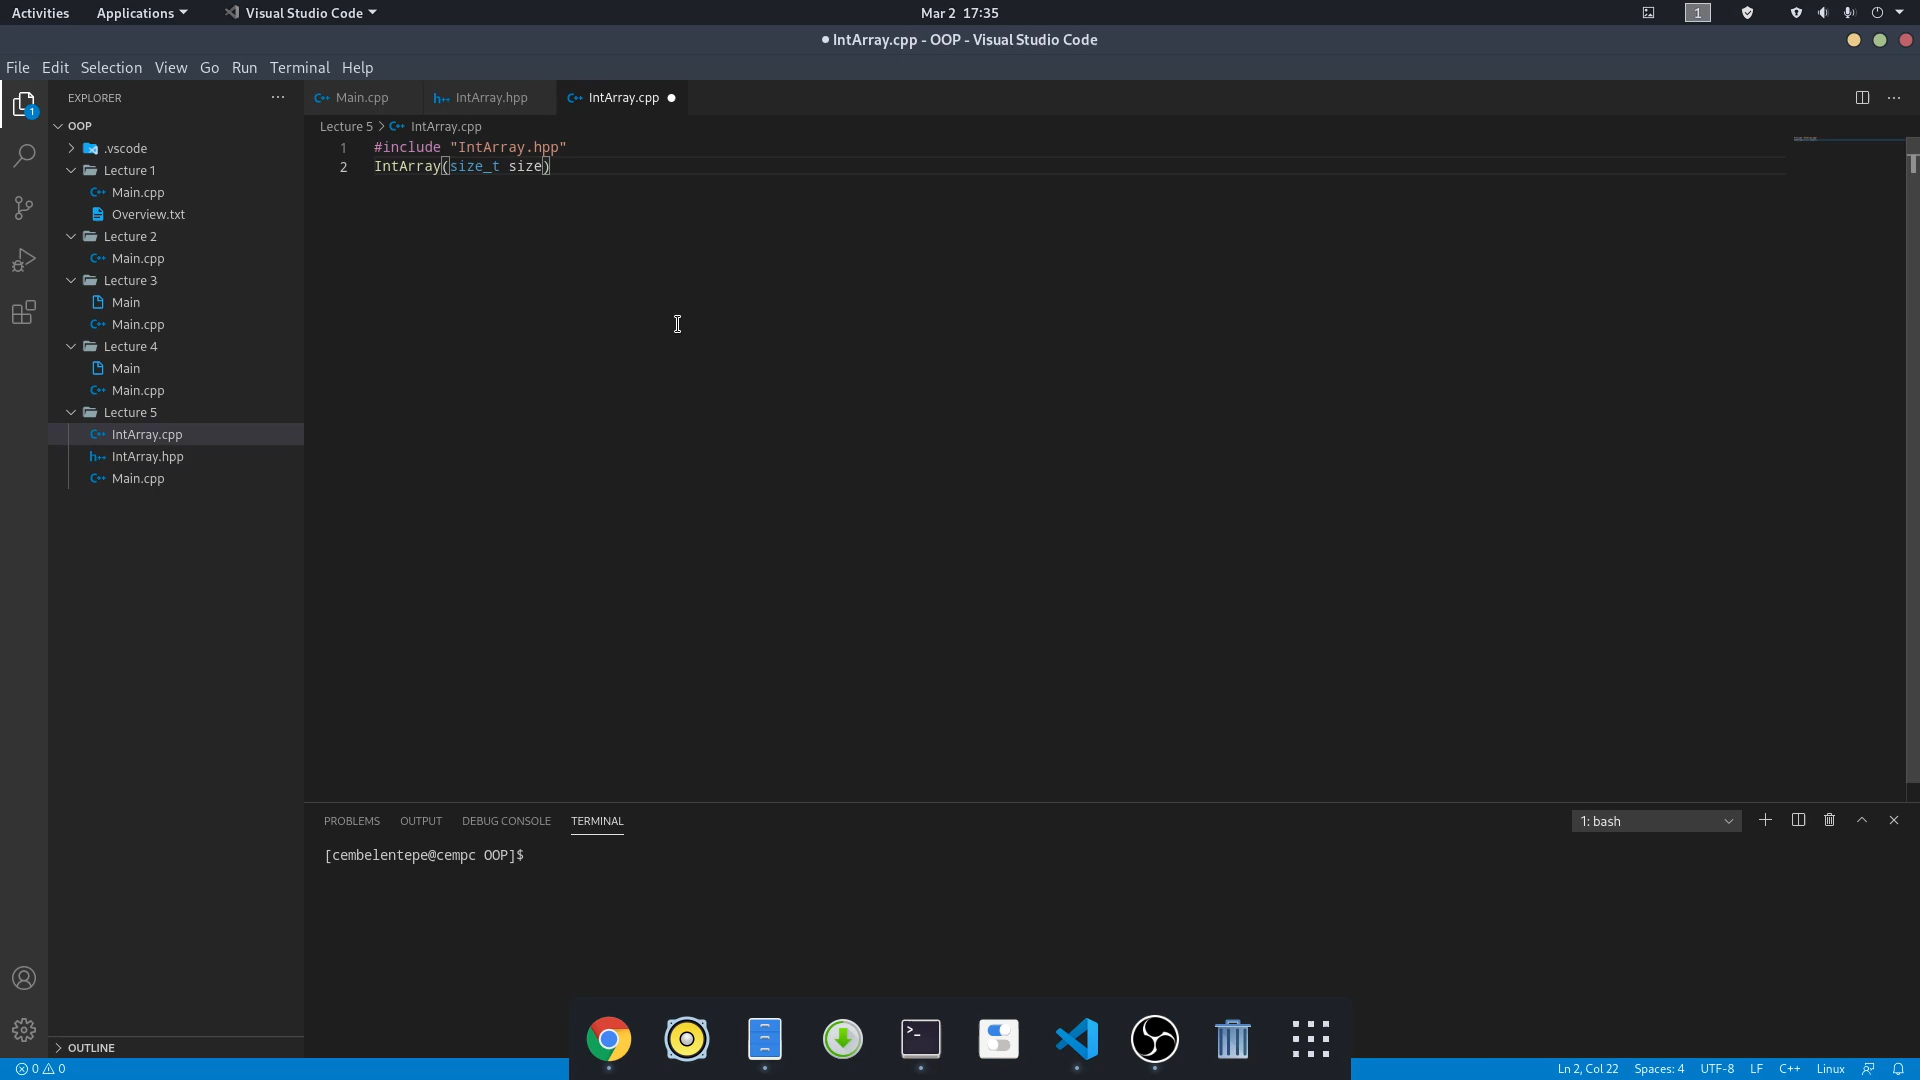 Activities Applications Visual Studio Code Mar 2 17:35 1
● IntArray.cpp - OOP - Visual Studio Code
File Edit Selection View Go Run Terminal Help
1
EXPLORER ···
OOP
.vscode
Lecture 1
Main.cpp
Overview.txt
Lecture 2
Main.cpp
Lecture 3
Main
Main.cpp
Lecture 4
Main
Main.cpp
Lecture 5
IntArray.cpp
IntArray.hpp
Main.cpp
OUTLINE
Main.cpp IntArray.hpp IntArray.cpp ●
Lecture 5 > IntArray.cpp
1 #include "IntArray.hpp"
2 IntArray(size_t size)
PROBLEMS OUTPUT DEBUG CONSOLE TERMINAL 1: bash
[cembelentepe@cempc OOP]$
0 0 Ln 2, Col 22 Spaces: 4 UTF-8 LF C++ Linux